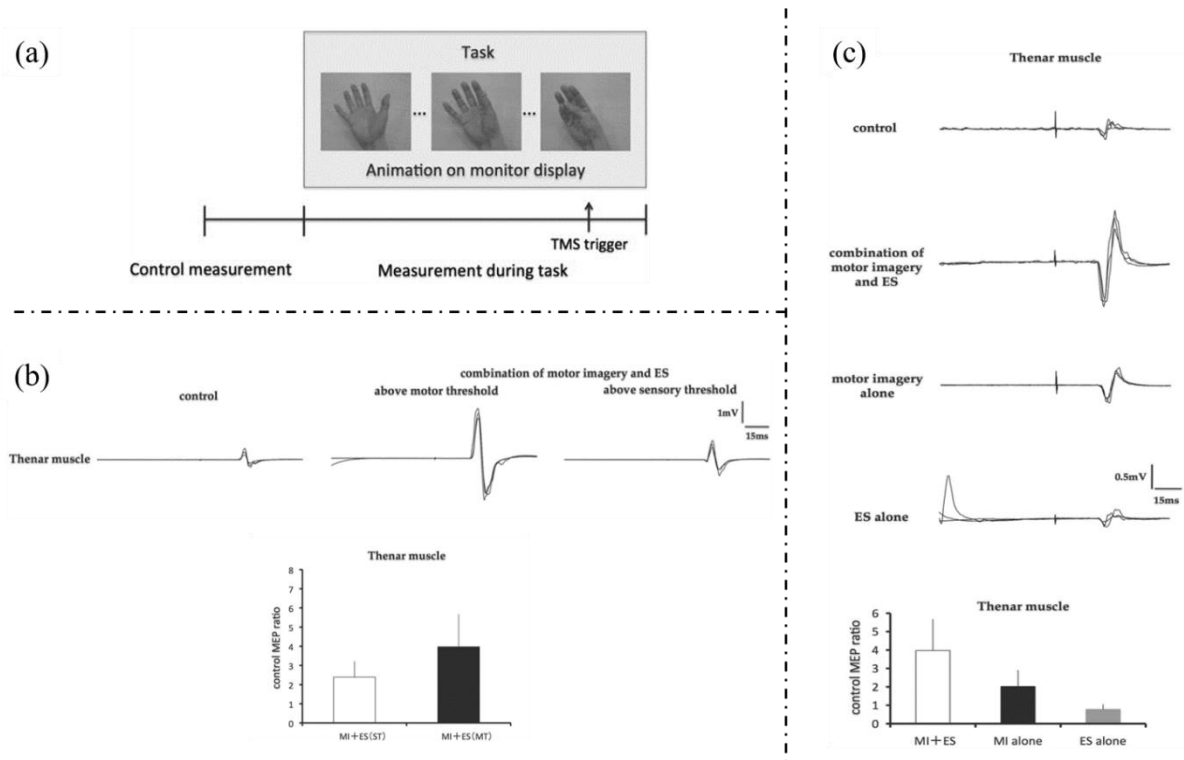 (a)
Task
... ...
Animation on monitor display
TMS trigger
Control measurement
Measurement during task
(b)
combination of motor imagery and ES
control
above motor threshold
above sensory threshold
1mV
15ms
Thenar muscle
Thenar muscle
control MEP ratio
8
7
6
5
4
3
2
1
0
MI+ES(ST)
MI+ES(MT)
(c)
Thenar muscle
control
combination of
motor imagery
and ES
motor imagery
alone
0.5mV
15ms
ES alone
Thenar muscle
control MEP ratio
6
5
4
3
2
1
0
MI+ES
MI alone
ES alone